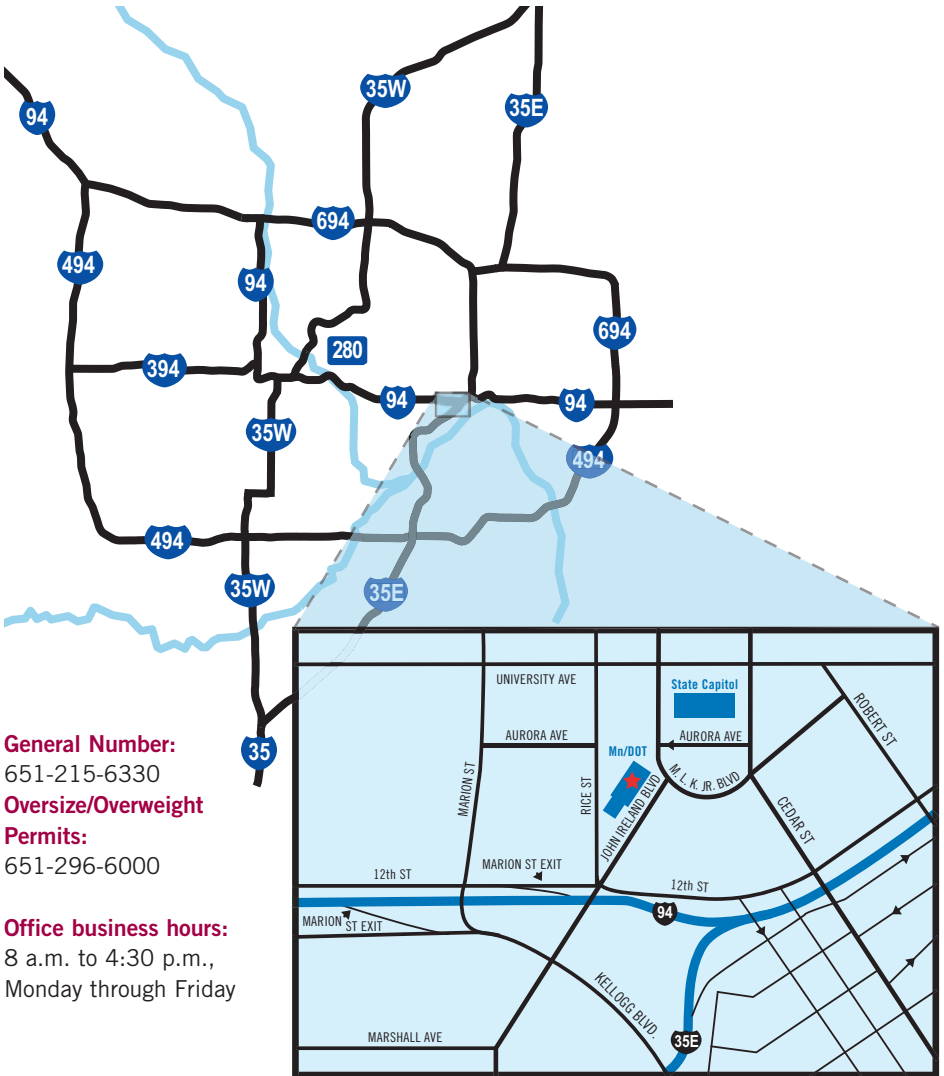 35W
35E
94
694
494
94
694
280
394
94
94
35W
494
494
35W
35E
35
General Number:
651-215-6330
Oversize/Overweight
Permits:
651-296-6000
Office business hours:
8 a.m. to 4:30 p.m.,
Monday through Friday
UNIVERSITY AVE
State Capitol
ROBERT ST
AURORA AVE
AURORA AVE
Mn/DOT
M. L. K. JR. BLVD
MARION ST
RICE ST
JOHN IRELAND BLVD
CEDAR ST
MARION ST EXIT
12th ST
12th ST
94
MARION ST EXIT
KELLOGG BLVD.
35E
MARSHALL AVE